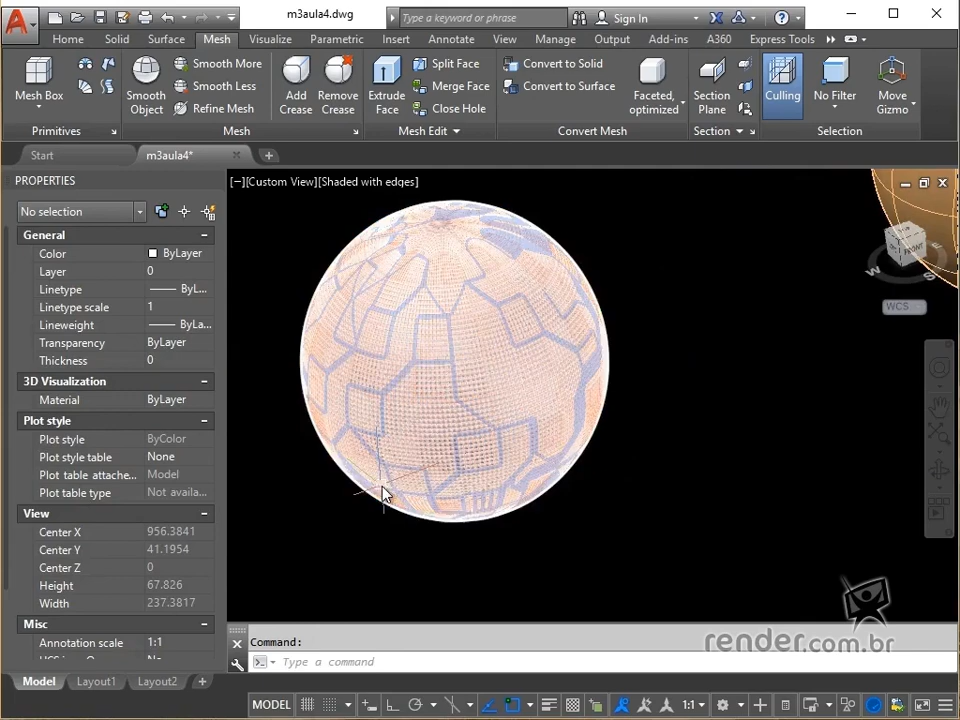 m3aula4.dwg
Type a keyword or phrase
Sign In
Home Solid Surface Mesh Visualize Parametric Insert Annotate View Manage Output Add-ins A360 Express Tools
Mesh Box
Smooth Object
Smooth More
Smooth Less
Refine Mesh
Add Crease
Remove Crease
Extrude Face
Split Face
Merge Face
Close Hole
Convert to Solid
Convert to Surface
Faceted, optimized
Section Plane
Culling
No Filter
Move Gizmo
Primitives Mesh Mesh Edit Convert Mesh Section Selection
Start m3aula4*
PROPERTIES
[−][Custom View][Shaded with edges]
No selection
General
Color ByLayer
Layer 0
Linetype ByL...
Linetype scale 1
Lineweight ByLa...
Transparency ByLayer
Thickness 0
3D Visualization
Material ByLayer
Plot style
Plot style ByColor
Plot style table None
Plot table attache... Model
Plot table type Not availa...
View
Center X 956.3841
Center Y 41.1954
Center Z 0
Height 67.826
Width 237.3817
Misc
Annotation scale 1:1
FRONT
W
S
E
WCS
render.com.br
Command:
Type a command
Model Layout1 Layout2
MODEL 1:1